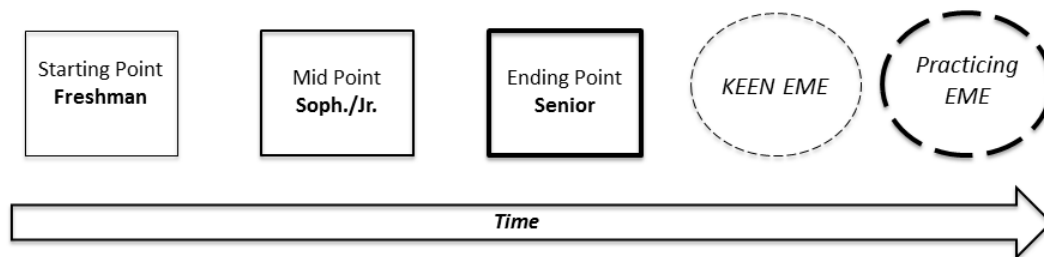 Starting Point
Freshman
Mid Point
Soph./Jr.
Ending Point
Senior
KEEN EME
Practicing
EME
Time